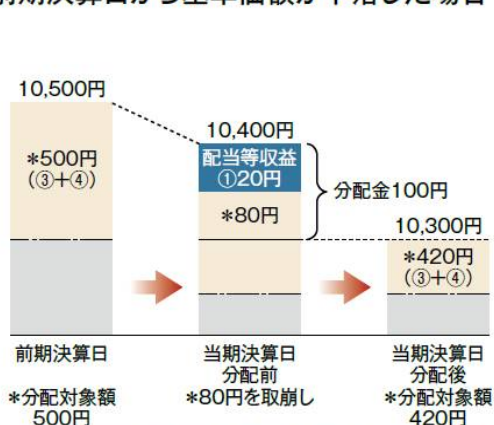 前期決算日から基準価額が下落した場合
10,500円
*500円
(③+④)
10,400円
配当等収益
①20円
*80円
分配金100円
10,300円
*420円
(③+④)
前期決算日
*分配対象額
500円
当期決算日
分配前
*80円を取崩し
当期決算日
分配後
*分配対象額
420円